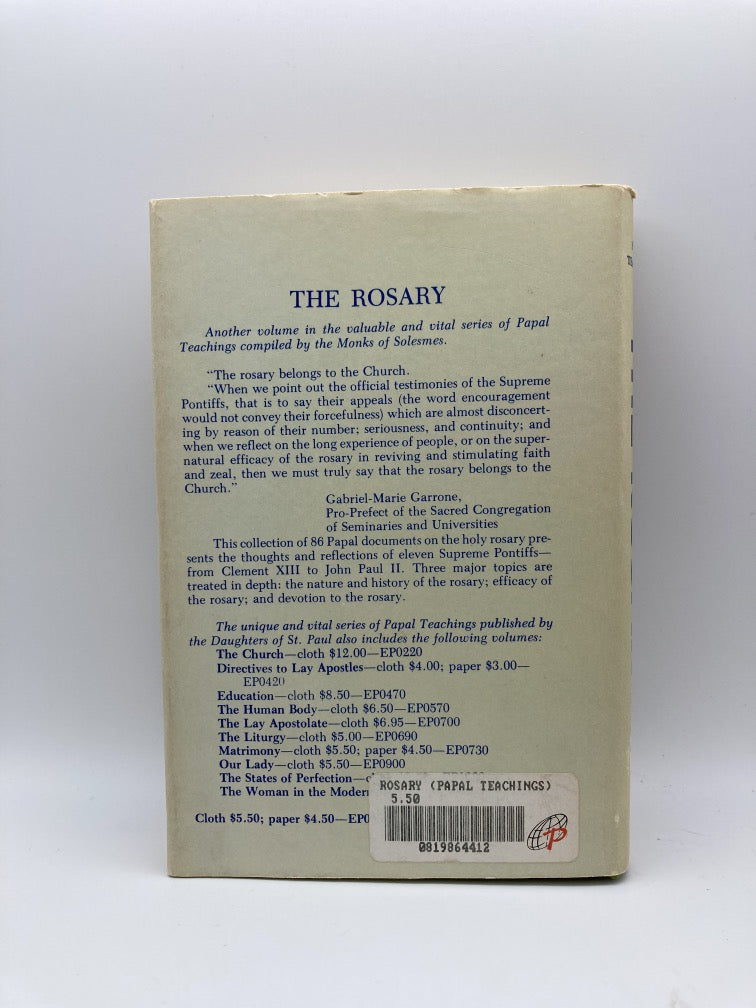 THE ROSARY
Another volume in the valuable and vital series of Papal
Teachings compiled by the Monks of Solesmes.
"The rosary belongs to the Church.
"When we point out the official testimonies of the Supreme
Pontiffs, that is to say their appeals (the word encouragement
would not convey their forcefulness) which are almost disconcert-
ing by reason of their number; seriousness, and continuity; and
when we reflect on the long experience of people, or on the super-
natural efficacy of the rosary in reviving and stimulating faith
and zeal, then we must truly say that the rosary belongs to the
Church."
Gabriel-Marie Garrone,
Pro-Prefect of the Sacred Congregation
of Seminaries and Universities
This collection of 86 Papal documents on the holy rosary pre-
sents the thoughts and reflections of eleven Supreme Pontiffs—
from Clement XIII to John Paul II. Three major topics are
treated in depth: the nature and history of the rosary; efficacy of
the rosary; and devotion to the rosary.
The unique and vital series of Papal Teachings published by
the Daughters of St. Paul also includes the following volumes:
The Church—cloth $12.00—EP0220
Directives to Lay Apostles—cloth $4.00; paper $3.00—
EP0420
Education—cloth $8.50—EP0470
The Human Body—cloth $6.50—EP0570
The Lay Apostolate—cloth $6.95—EP0700
The Liturgy—cloth $5.00—EP0690
Matrimony—cloth $5.50; paper $4.50—EP0730
Our Lady—cloth $5.50—EP0900
The States of Perfection—
The Woman in the Modern
Cloth $5.50; paper $4.50—
ROSARY (PAPAL TEACHINGS)
5.50
0819864412